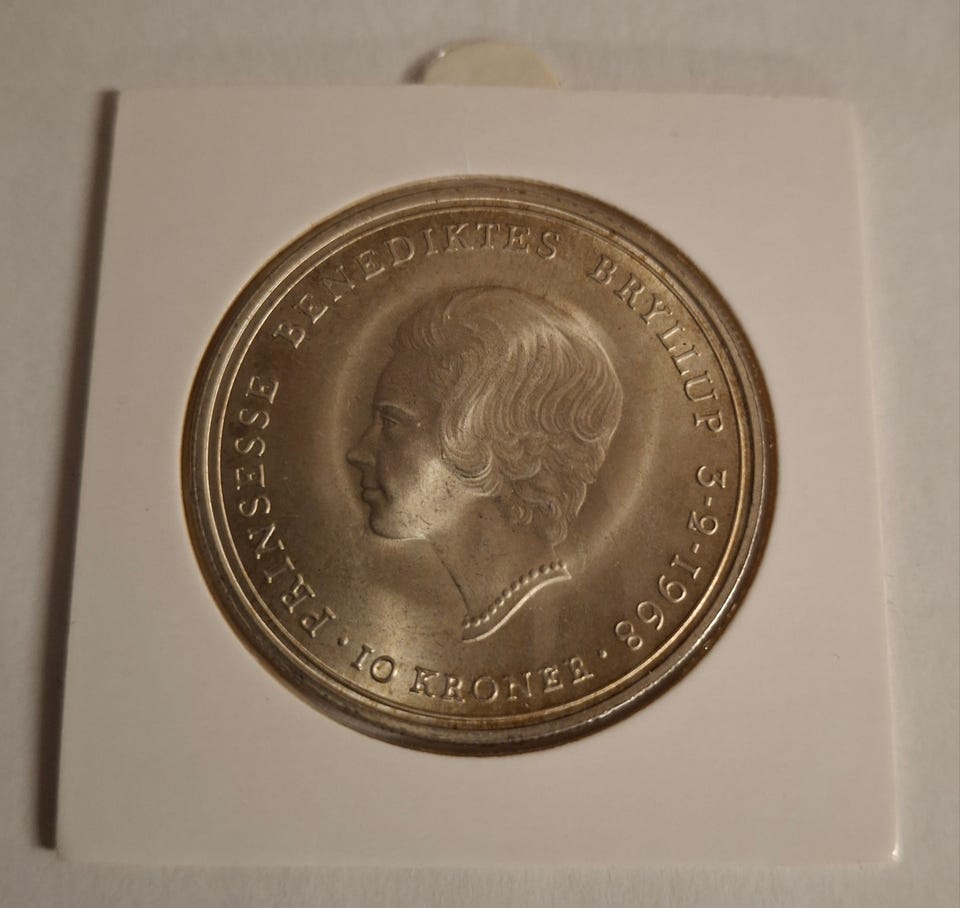 PRINSESSE BENEDIKTES BRYLLUP 3-2-1968
· 10 KRONER ·